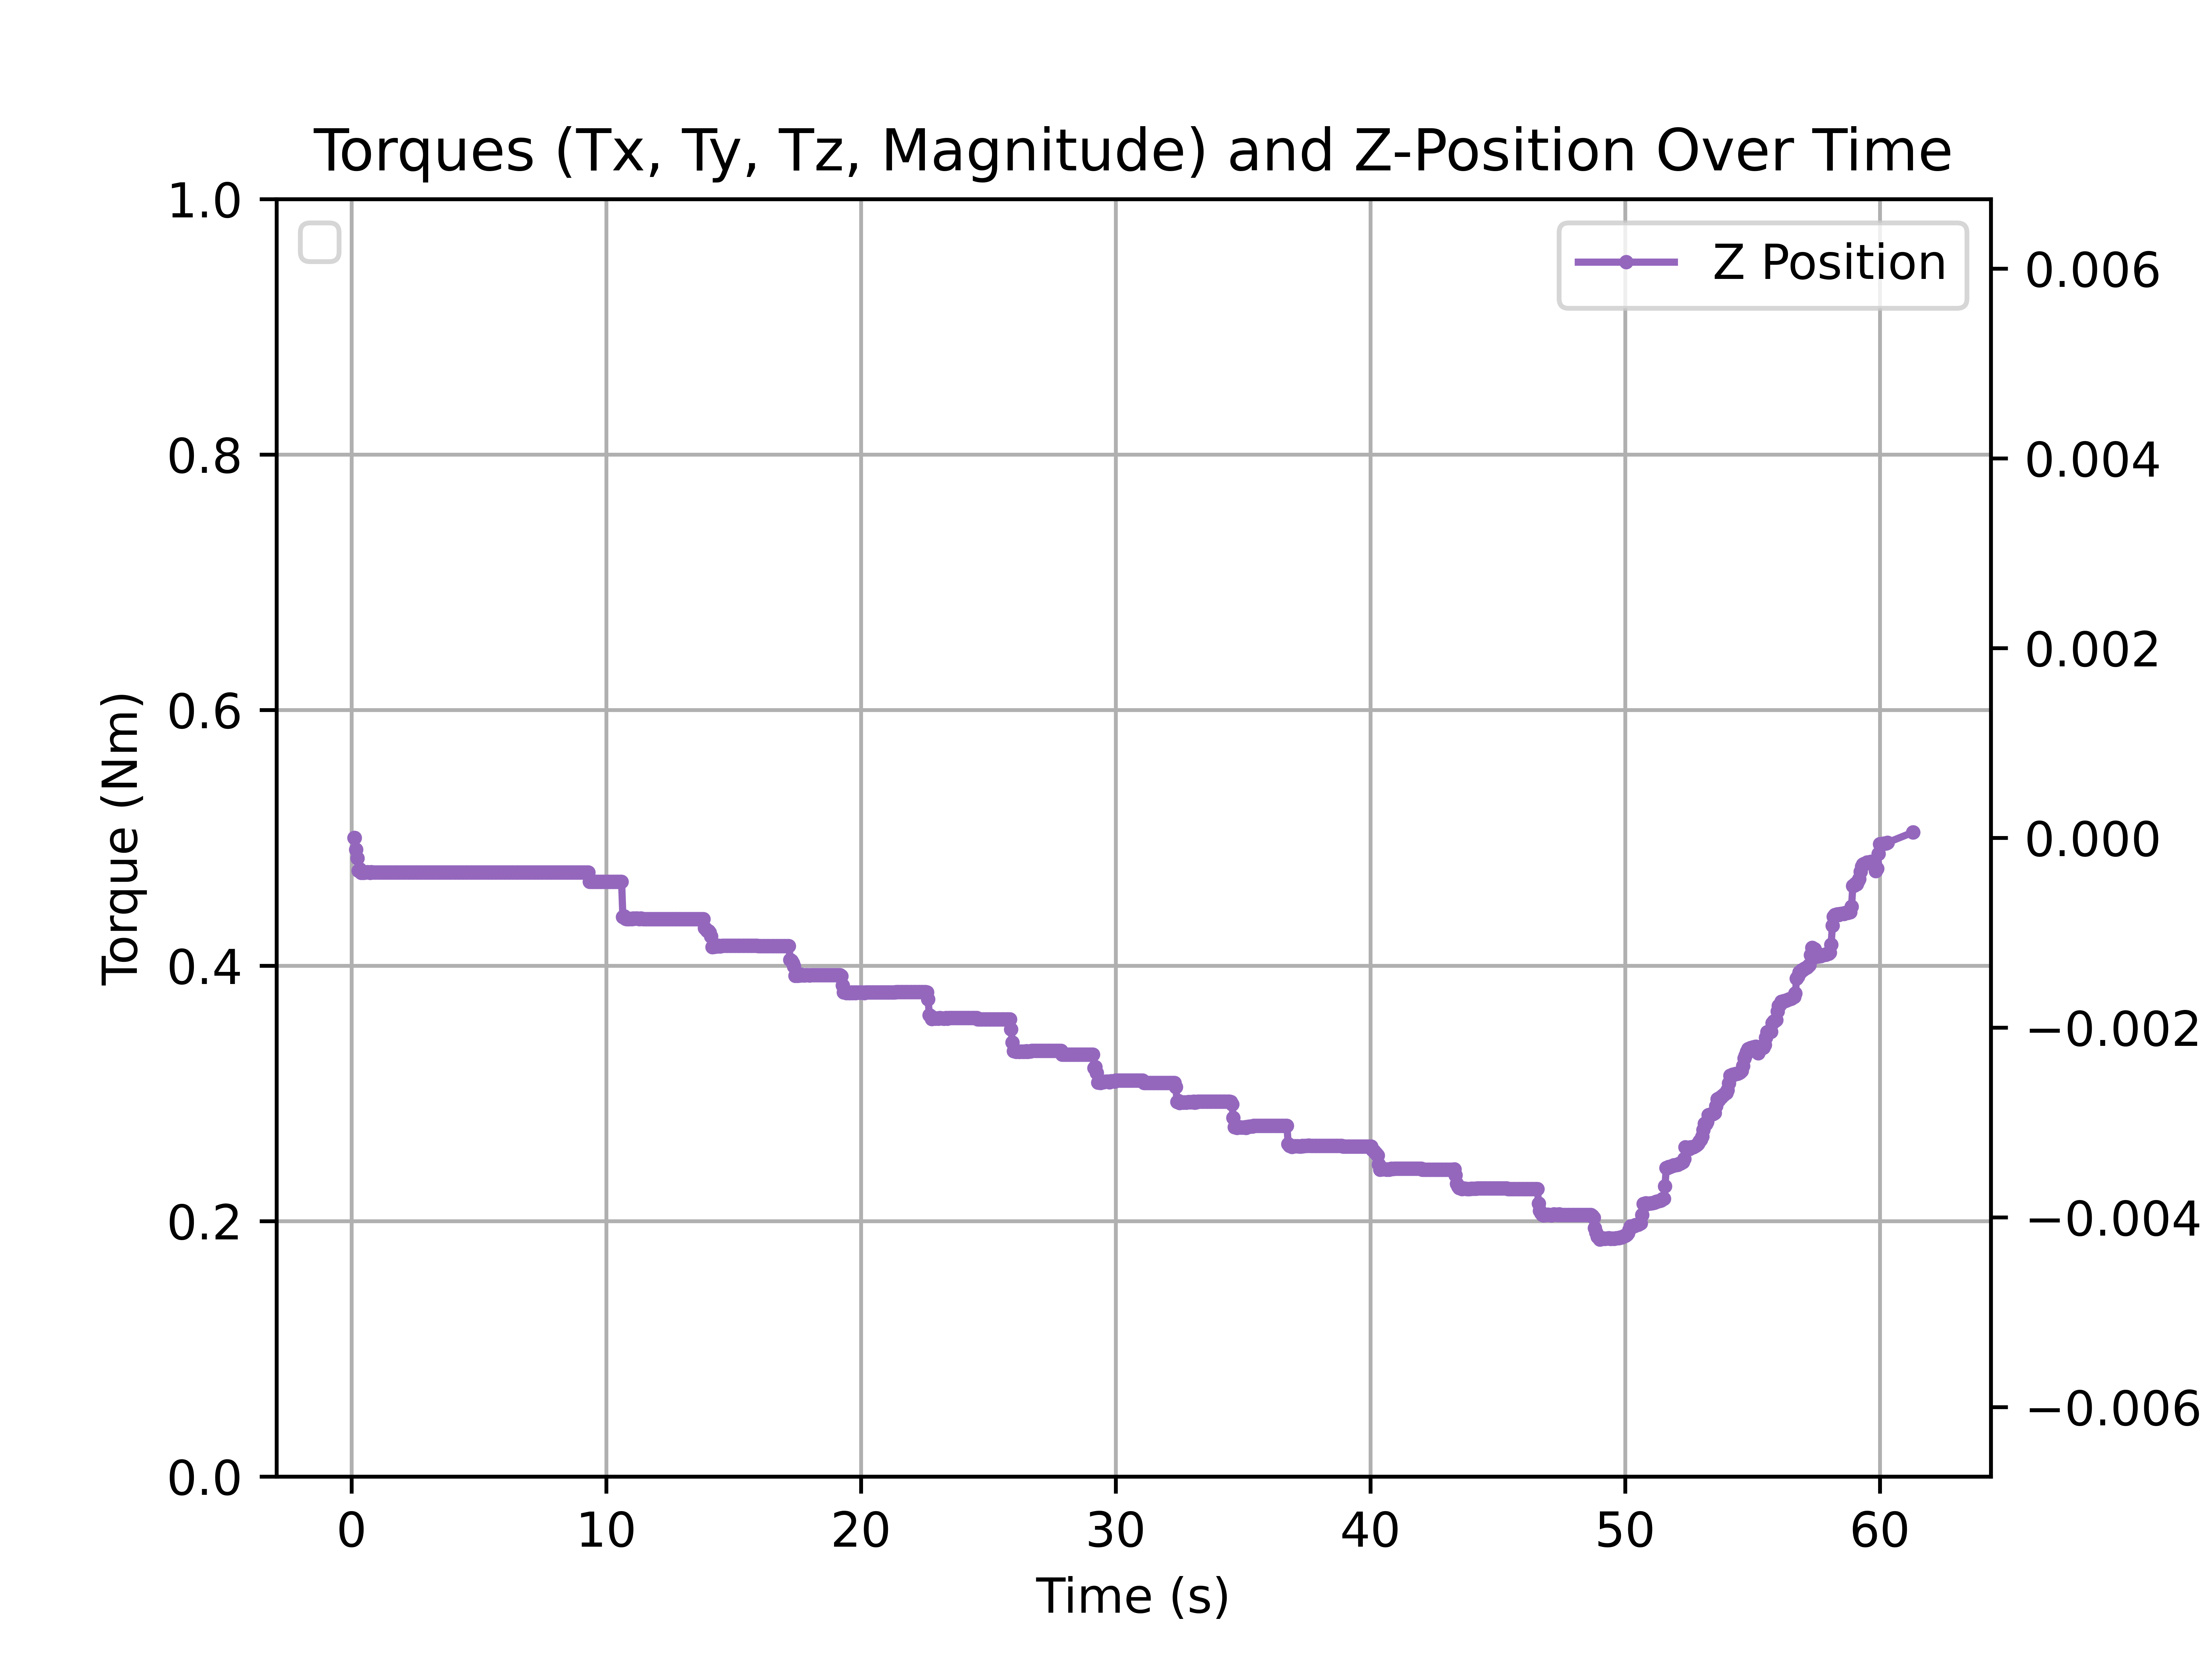 Torques (Tx, Ty, Tz, Magnitude) and Z-Position Over Time
Z Position
Torque (Nm)
1.0
0.8
0.6
0.4
0.2
0.0
0.006
0.004
0.002
0.000
−0.002
−0.004
−0.006
0 10 20 30 40 50 60
Time (s)